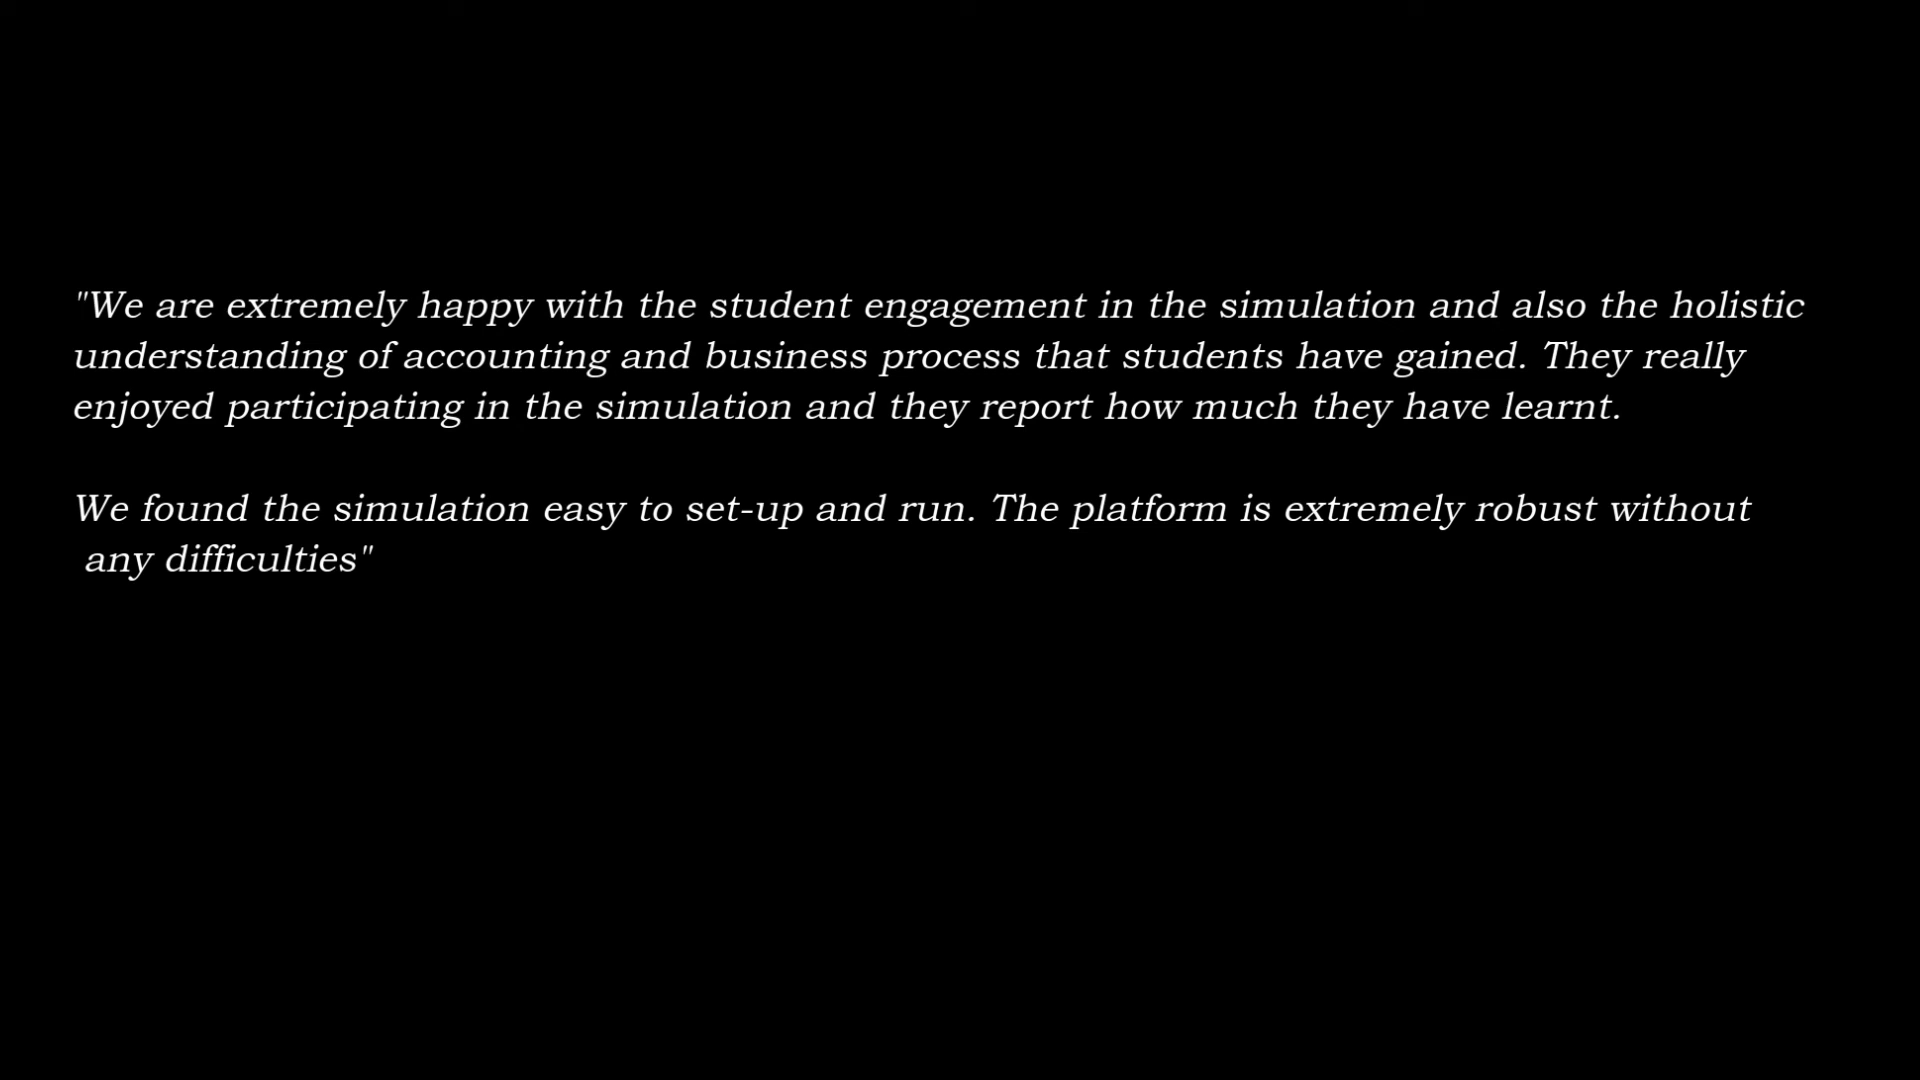 "We are extremely happy with the student engagement in the simulation and also the holistic
understanding of accounting and business process that students have gained. They really
enjoyed participating in the simulation and they report how much they have learnt.
We found the simulation easy to set-up and run. The platform is extremely robust without
any difficulties"